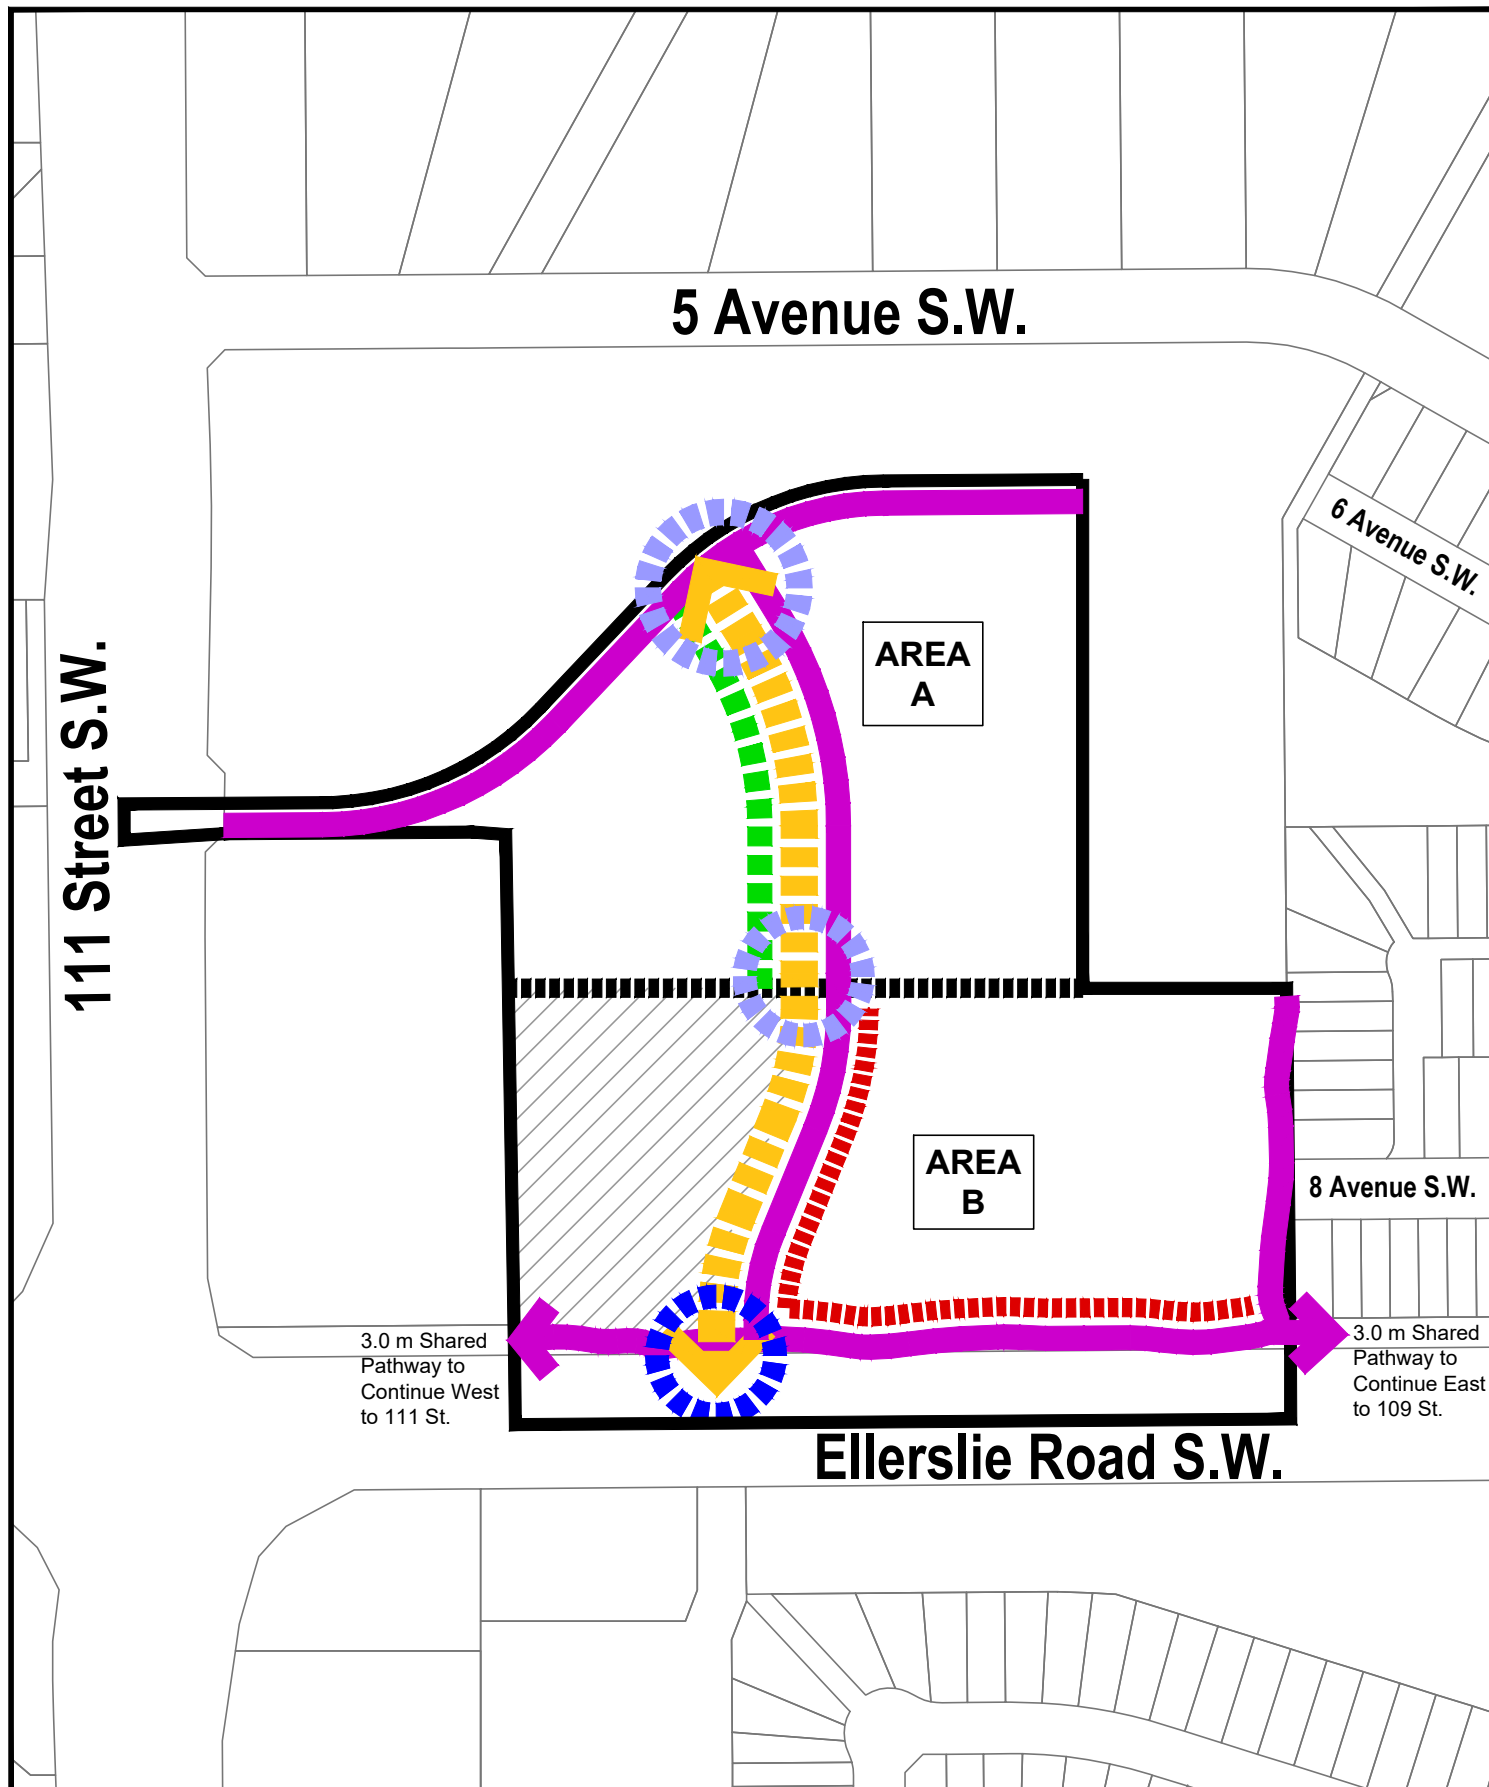 5 Avenue S.W.
6 Avenue S.W.
111 Street S.W.
AREA
A
AREA
B
8 Avenue S.W.
3.0 m Shared
Pathway to
Continue West
to 111 St.
3.0 m Shared
Pathway to
Continue East
to 109 St.
Ellerslie Road S.W.